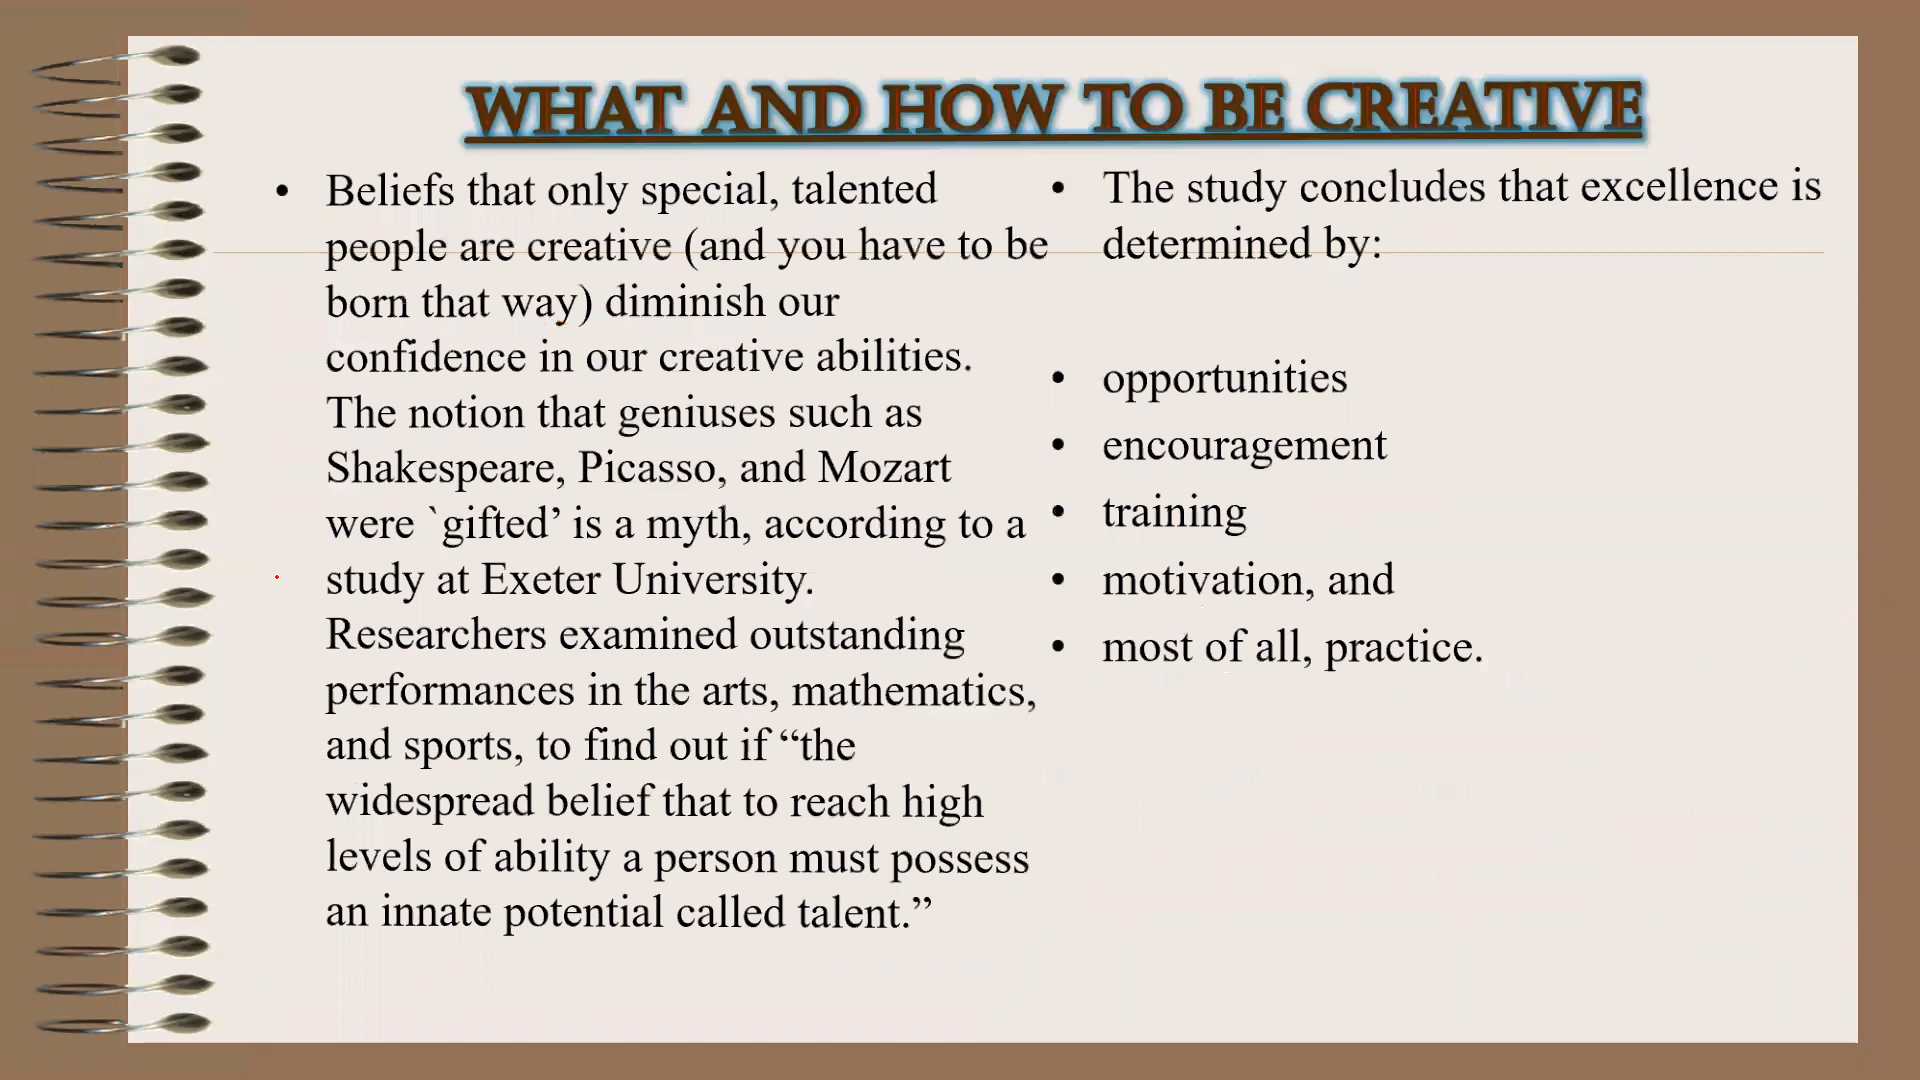 WHAT AND HOW TO BE CREATIVE
• Beliefs that only special, talented
people are creative (and you have to be
born that way) diminish our
confidence in our creative abilities.
The notion that geniuses such as
Shakespeare, Picasso, and Mozart
were `gifted’ is a myth, according to a
study at Exeter University.
Researchers examined outstanding
performances in the arts, mathematics,
and sports, to find out if “the
widespread belief that to reach high
levels of ability a person must possess
an innate potential called talent.”
• The study concludes that excellence is
determined by:
• opportunities
• encouragement
• training
• motivation, and
• most of all, practice.